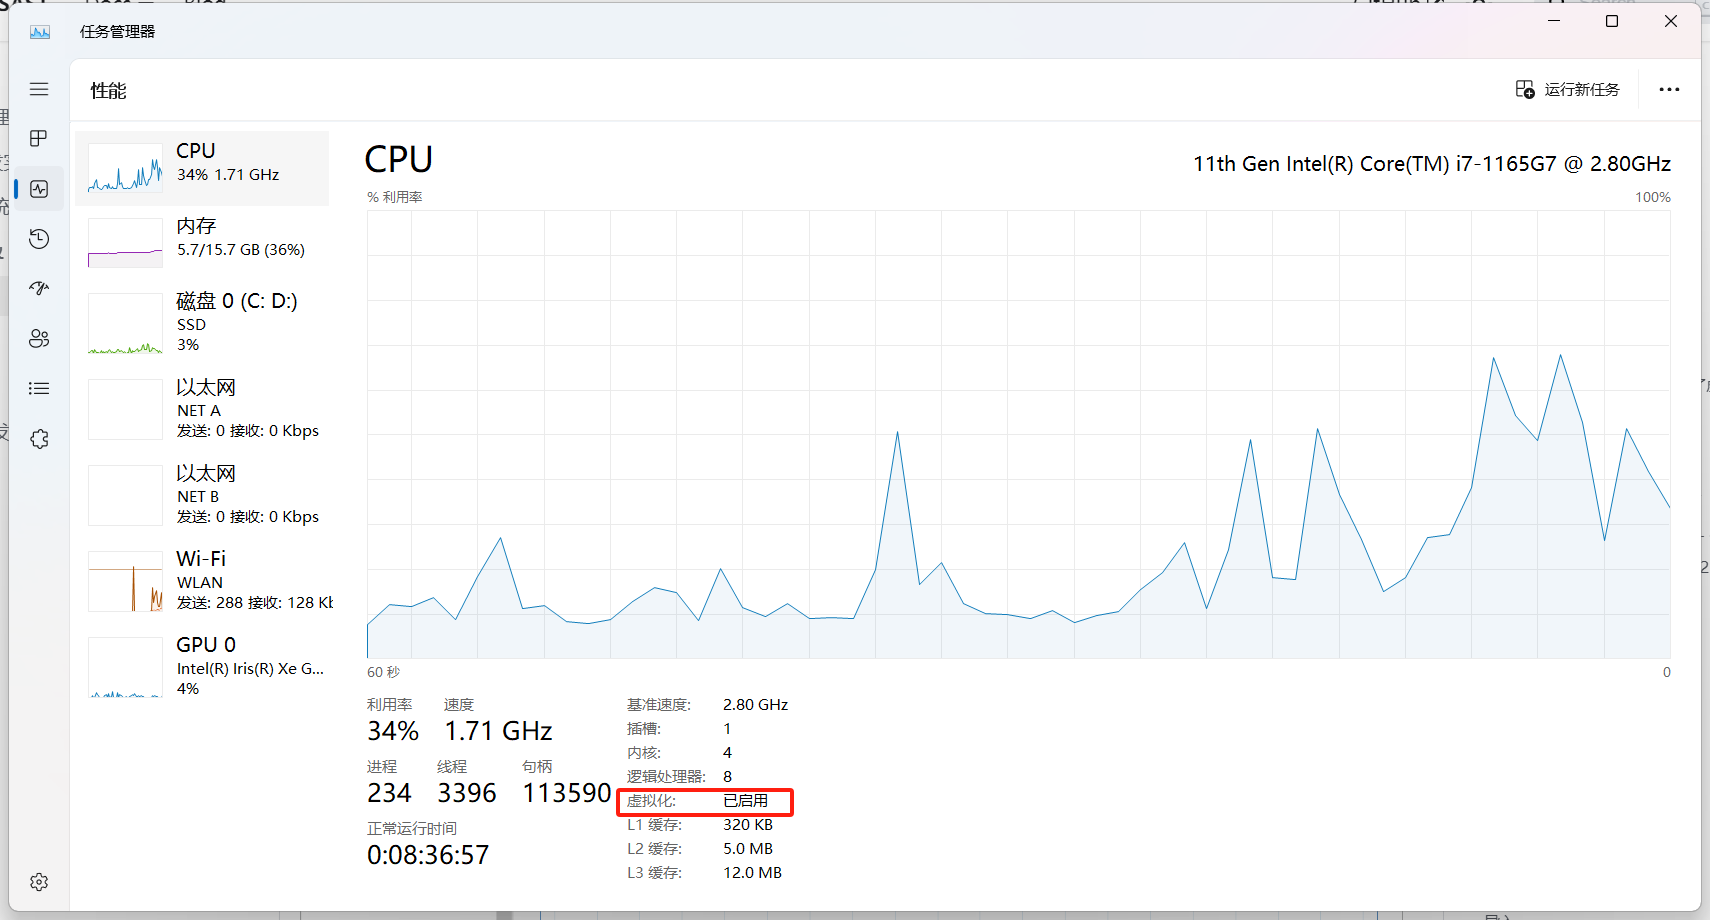 任务管理器
性能
运行新任务
CPU
34% 1.71 GHz
内存
5.7/15.7 GB (36%)
磁盘 0 (C: D:)
SSD
3%
以太网
NET A
发送: 0 接收: 0 Kbps
以太网
NET B
发送: 0 接收: 0 Kbps
Wi-Fi
WLAN
发送: 288 接收: 128 Kb
GPU 0
Intel(R) Iris(R) Xe G...
4%
CPU
11th Gen Intel(R) Core(TM) i7-1165G7 @ 2.80GHz
% 利用率
100%
60 秒
0
利用率
速度
34%
1.71 GHz
进程
线程
句柄
234
3396
113590
正常运行时间
0:08:36:57
基准速度: 2.80 GHz
插槽: 1
内核: 4
逻辑处理器: 8
虚拟化: 已启用
L1 缓存: 320 KB
L2 缓存: 5.0 MB
L3 缓存: 12.0 MB